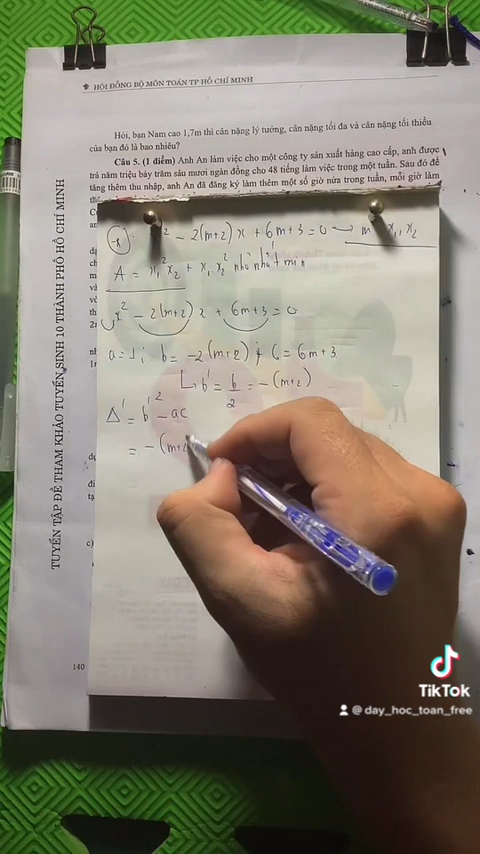 HỘI ĐỒNG BỘ MÔN TOÁN TP HỒ CHÍ MINH
Hỏi, bạn Nam cao 1,7m thì cân nặng lý tưởng, cân nặng tối đa và cân nặng tối thiểu
của bạn đó là bao nhiêu?
Câu 5. (1 điểm) Anh An làm việc cho một công ty sản xuất hàng cao cấp, anh được
trả năm triệu bảy trăm sáu mươi ngàn đồng cho 48 tiếng làm việc trong một tuần. Sau đó để
tăng thêm thu nhập, anh An đã đăng ký làm thêm một số giờ nữa trong tuần, mỗi giờ làm
² - 2(m+2) x + 6m+3 = 0 → m x₁, x₂
A = x₁² x₂ + x₁.x₂² nhỏ nhất
x² - 2(m+2) x + 6m+3 = 0
a = 1; b = -2(m+2); c = 6m+3
↳ b' = b/2 = -(m+2)
Δ' = b'² - ac
= -(m+2
TUYỂN TẬP ĐỀ THAM KHẢO TUYỂN SINH 10 THÀNH PHỐ HỒ CHÍ MINH
c)
140
TikTok
@day_hoc_toan_free